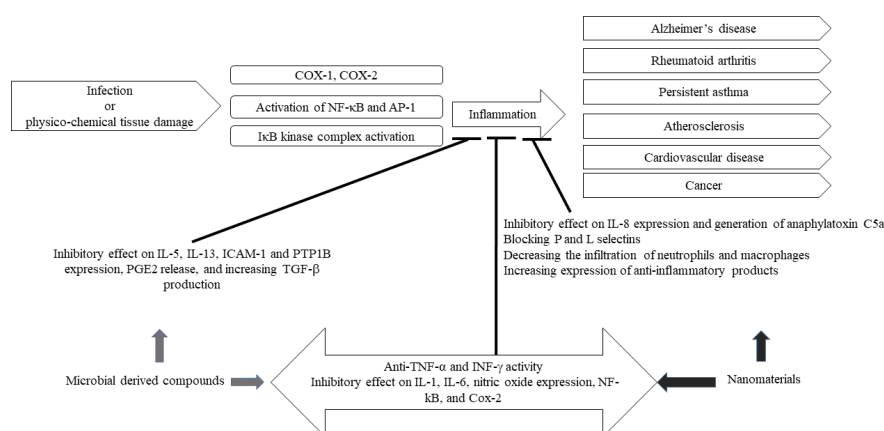 Infection
or
physico-chemical tissue damage
COX-1, COX-2
Activation of NF-κB and AP-1
IκB kinase complex activation
Inflammation
Alzheimer's disease
Rheumatoid arthritis
Persistent asthma
Atherosclerosis
Cardiovascular disease
Cancer
Inhibitory effect on IL-5, IL-13, ICAM-1 and PTP1B
expression, PGE2 release, and increasing TGF-β
production
Inhibitory effect on IL-8 expression and generation of anaphylatoxin C5a
Blocking P and L selectins
Decreasing the infiltration of neutrophils and macrophages
Increasing expression of anti-inflammatory products
Microbial derived compounds
Anti-TNF-α and INF-γ activity
Inhibitory effect on IL-1, IL-6, nitric oxide expression, NF-
kB, and Cox-2
Nanomaterials